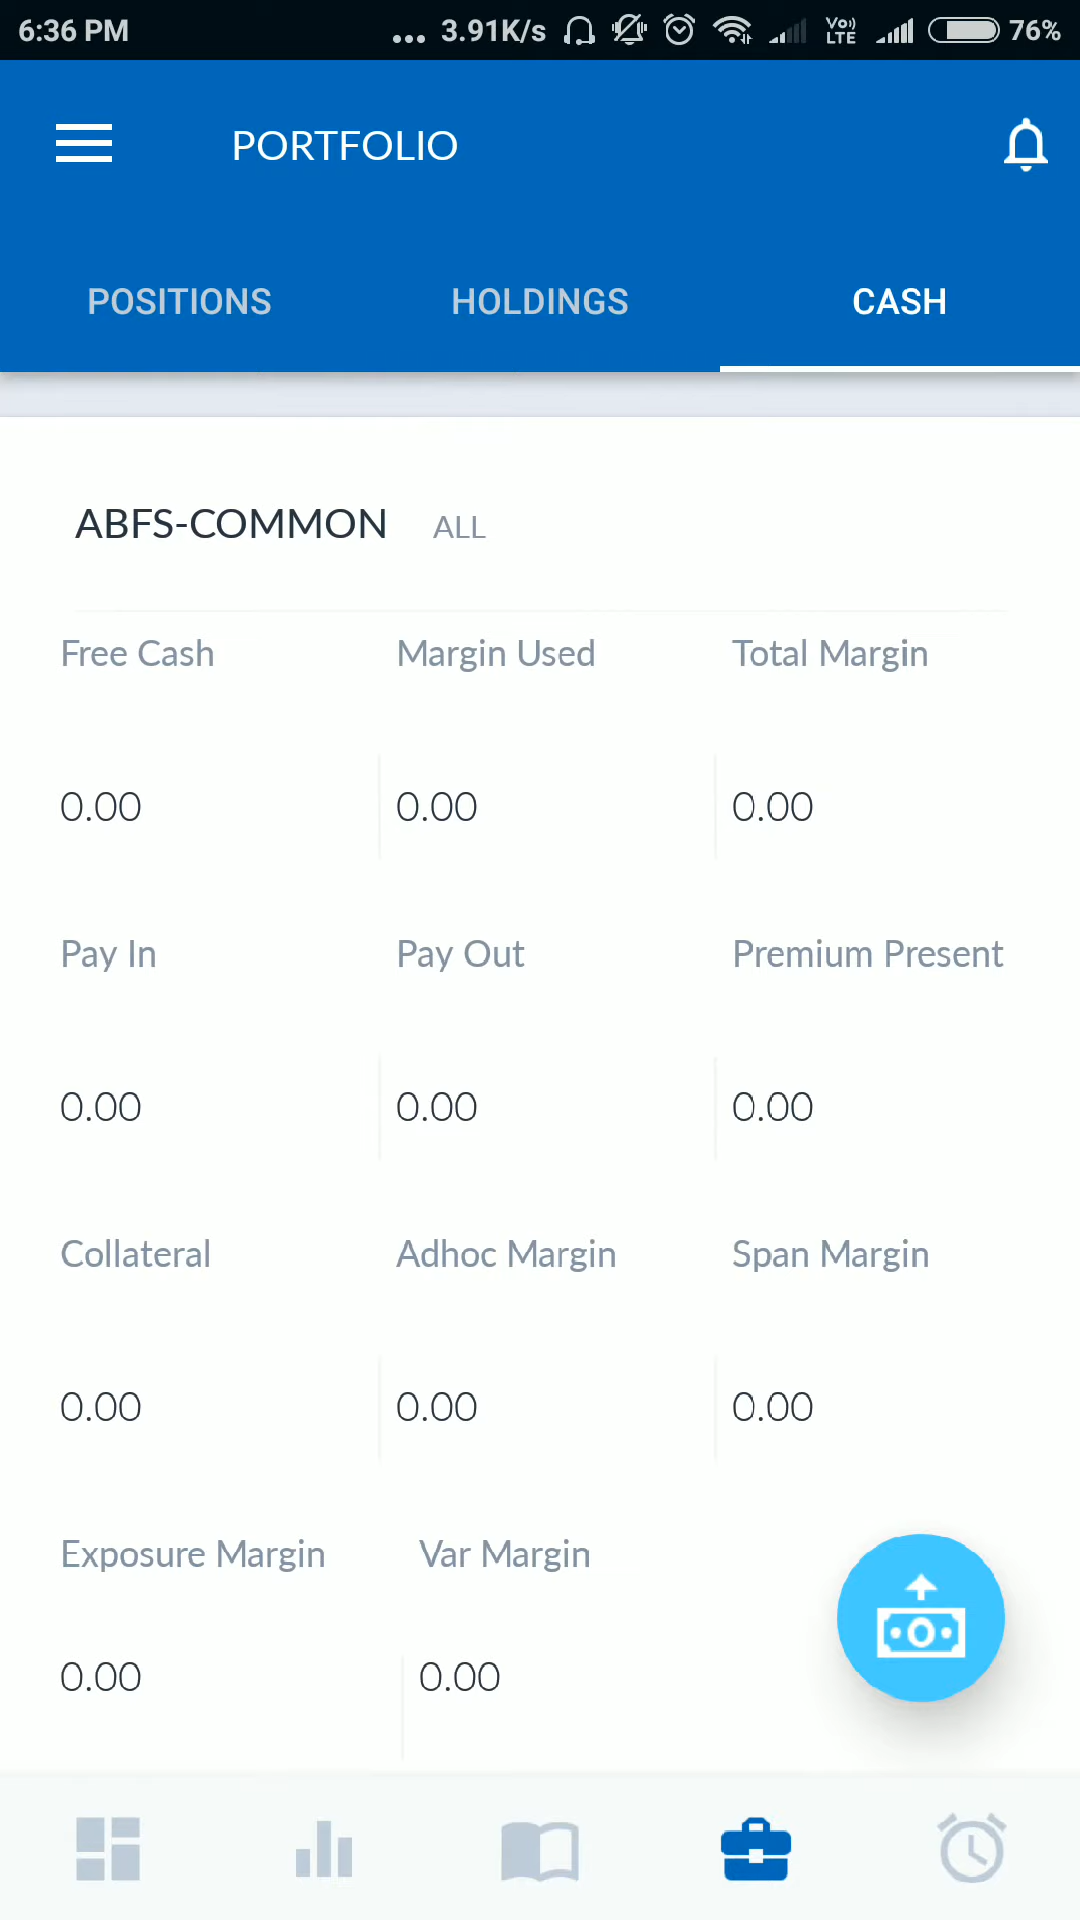 6:36 PM ... 3.91K/s VoLTE 76%
PORTFOLIO
POSITIONS HOLDINGS CASH
ABFS-COMMON ALL
Free Cash Margin Used Total Margin
0.00 0.00 0.00
Pay In Pay Out Premium Present
0.00 0.00 0.00
Collateral Adhoc Margin Span Margin
0.00 0.00 0.00
Exposure Margin Var Margin
0.00 0.00